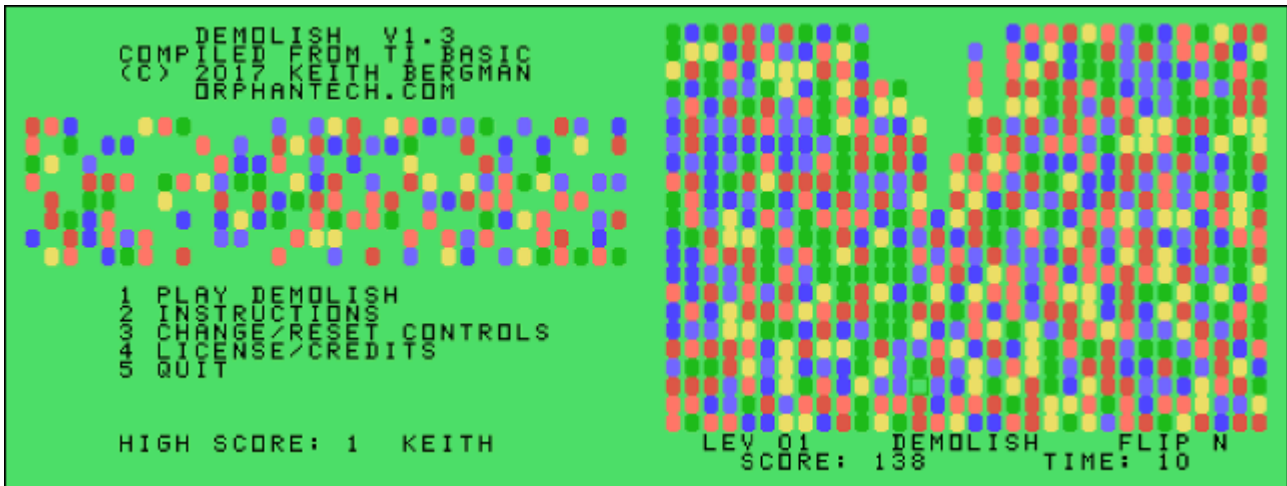 DEMOLISH V1.3
COMPILED FROM TI BASIC
(C) 2017 KEITH BERGMAN
ORPHANTECH.COM
1 PLAY DEMOLISH
2 INSTRUCTIONS
3 CHANGE/RESET CONTROLS
4 LICENSE/CREDITS
5 QUIT
HIGH SCORE: 1 KEITH
LEV 01 DEMOLISH FLIP N
SCORE: 138 TIME: 10